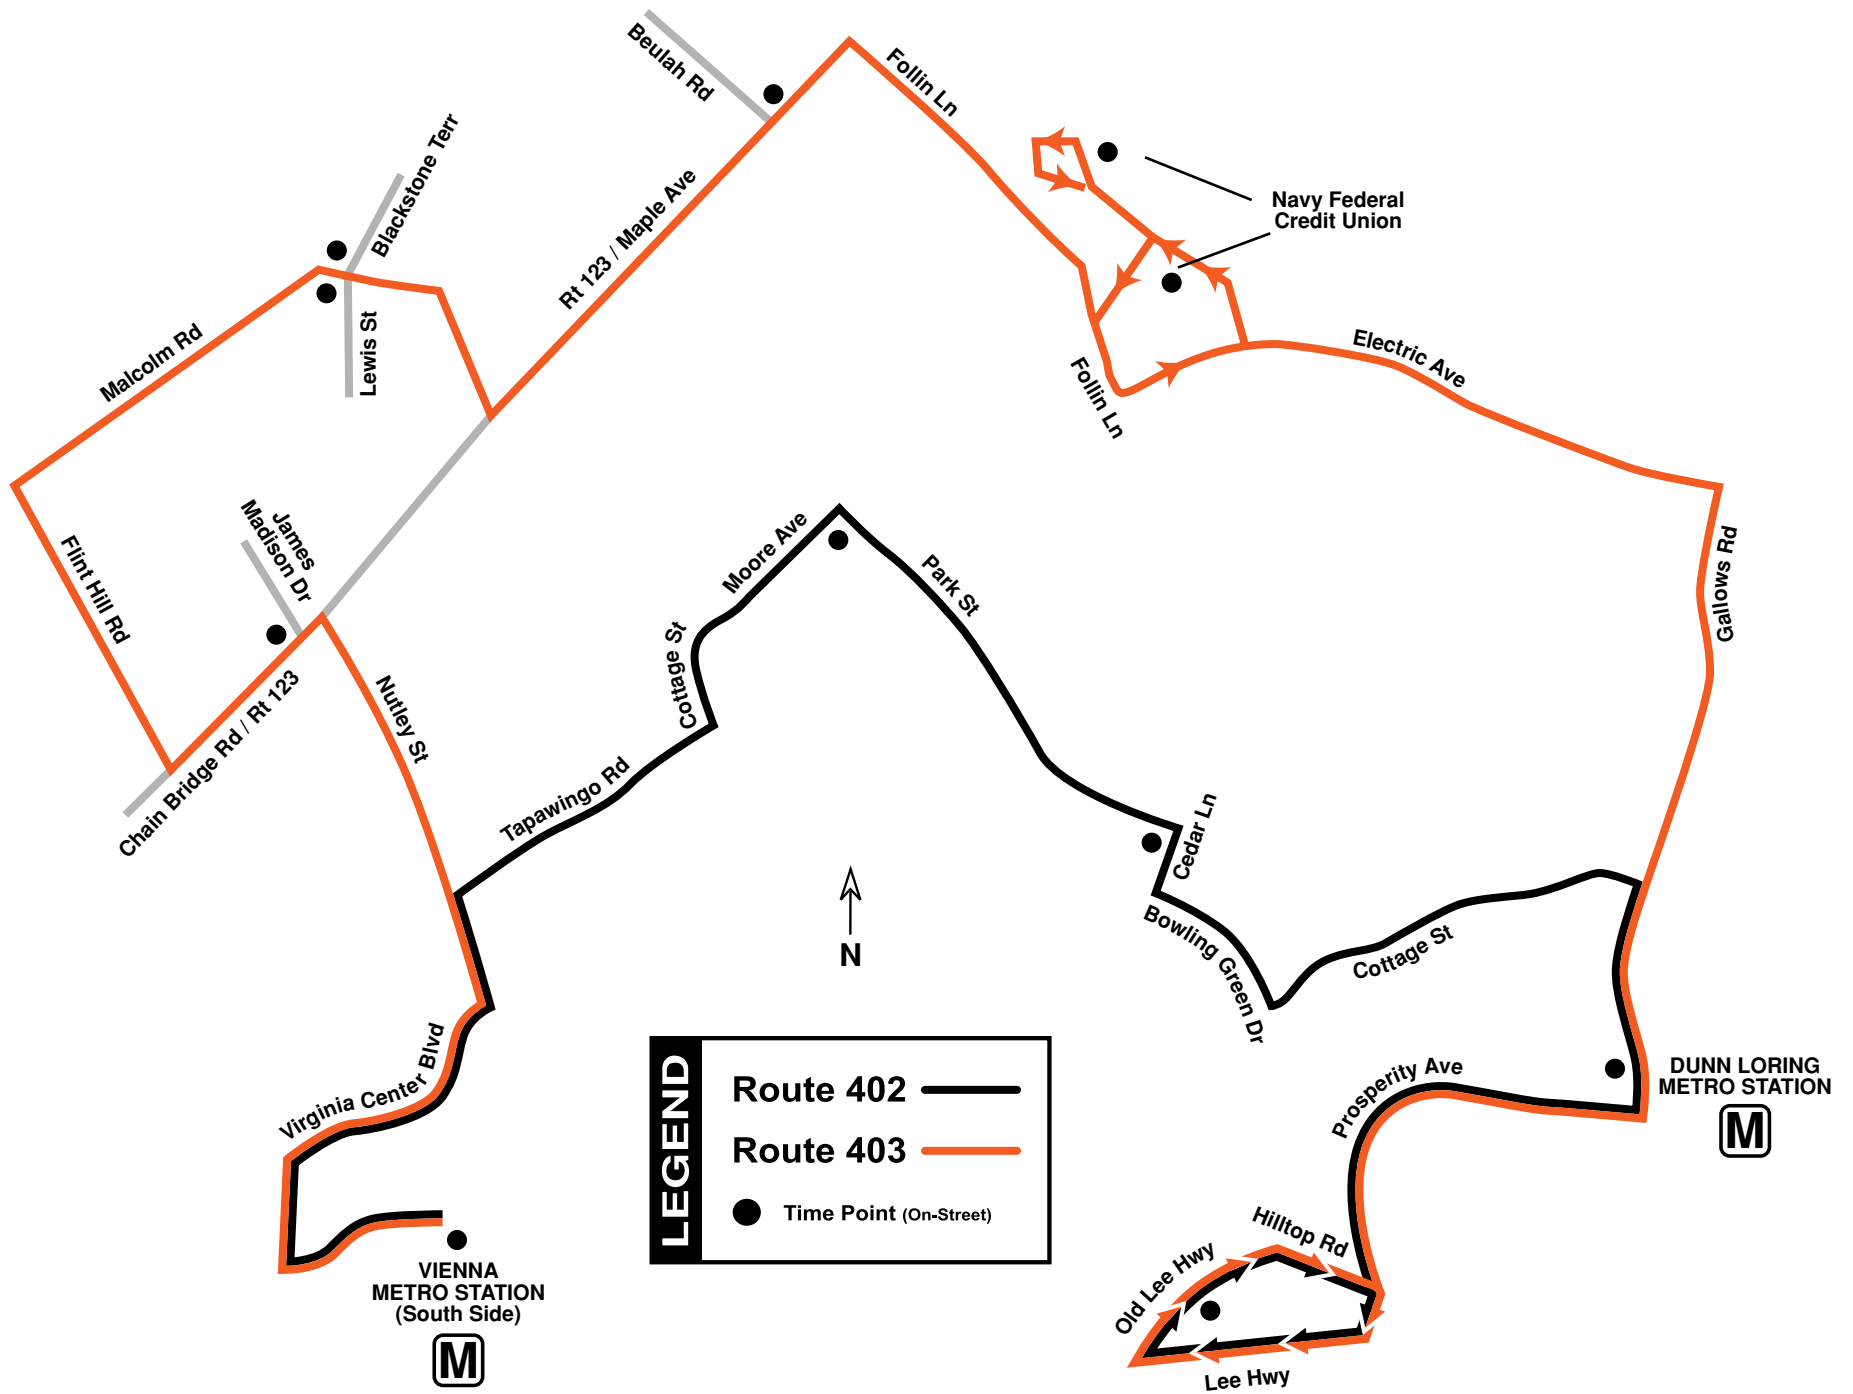 Beulah Rd
Follin Ln
Blackstone Terr
Rt 123 / Maple Ave
Navy Federal
Credit Union
Malcolm Rd
Lewis St
Electric Ave
Follin Ln
James
Madison Dr
Flint Hill Rd
Moore Ave
Park St
Gallows Rd
Cottage St
Nutley St
Chain Bridge Rd / Rt 123
Tapawingo Rd
Cedar Ln
N
Bowling Green Dr
Cottage St
Virginia Center Blvd
Prosperity Ave
DUNN LORING
METRO STATION
M
LEGEND
Route 402
Route 403
Time Point (On-Street)
VIENNA
METRO STATION
(South Side)
M
Hilltop Rd
Old Lee Hwy
Lee Hwy